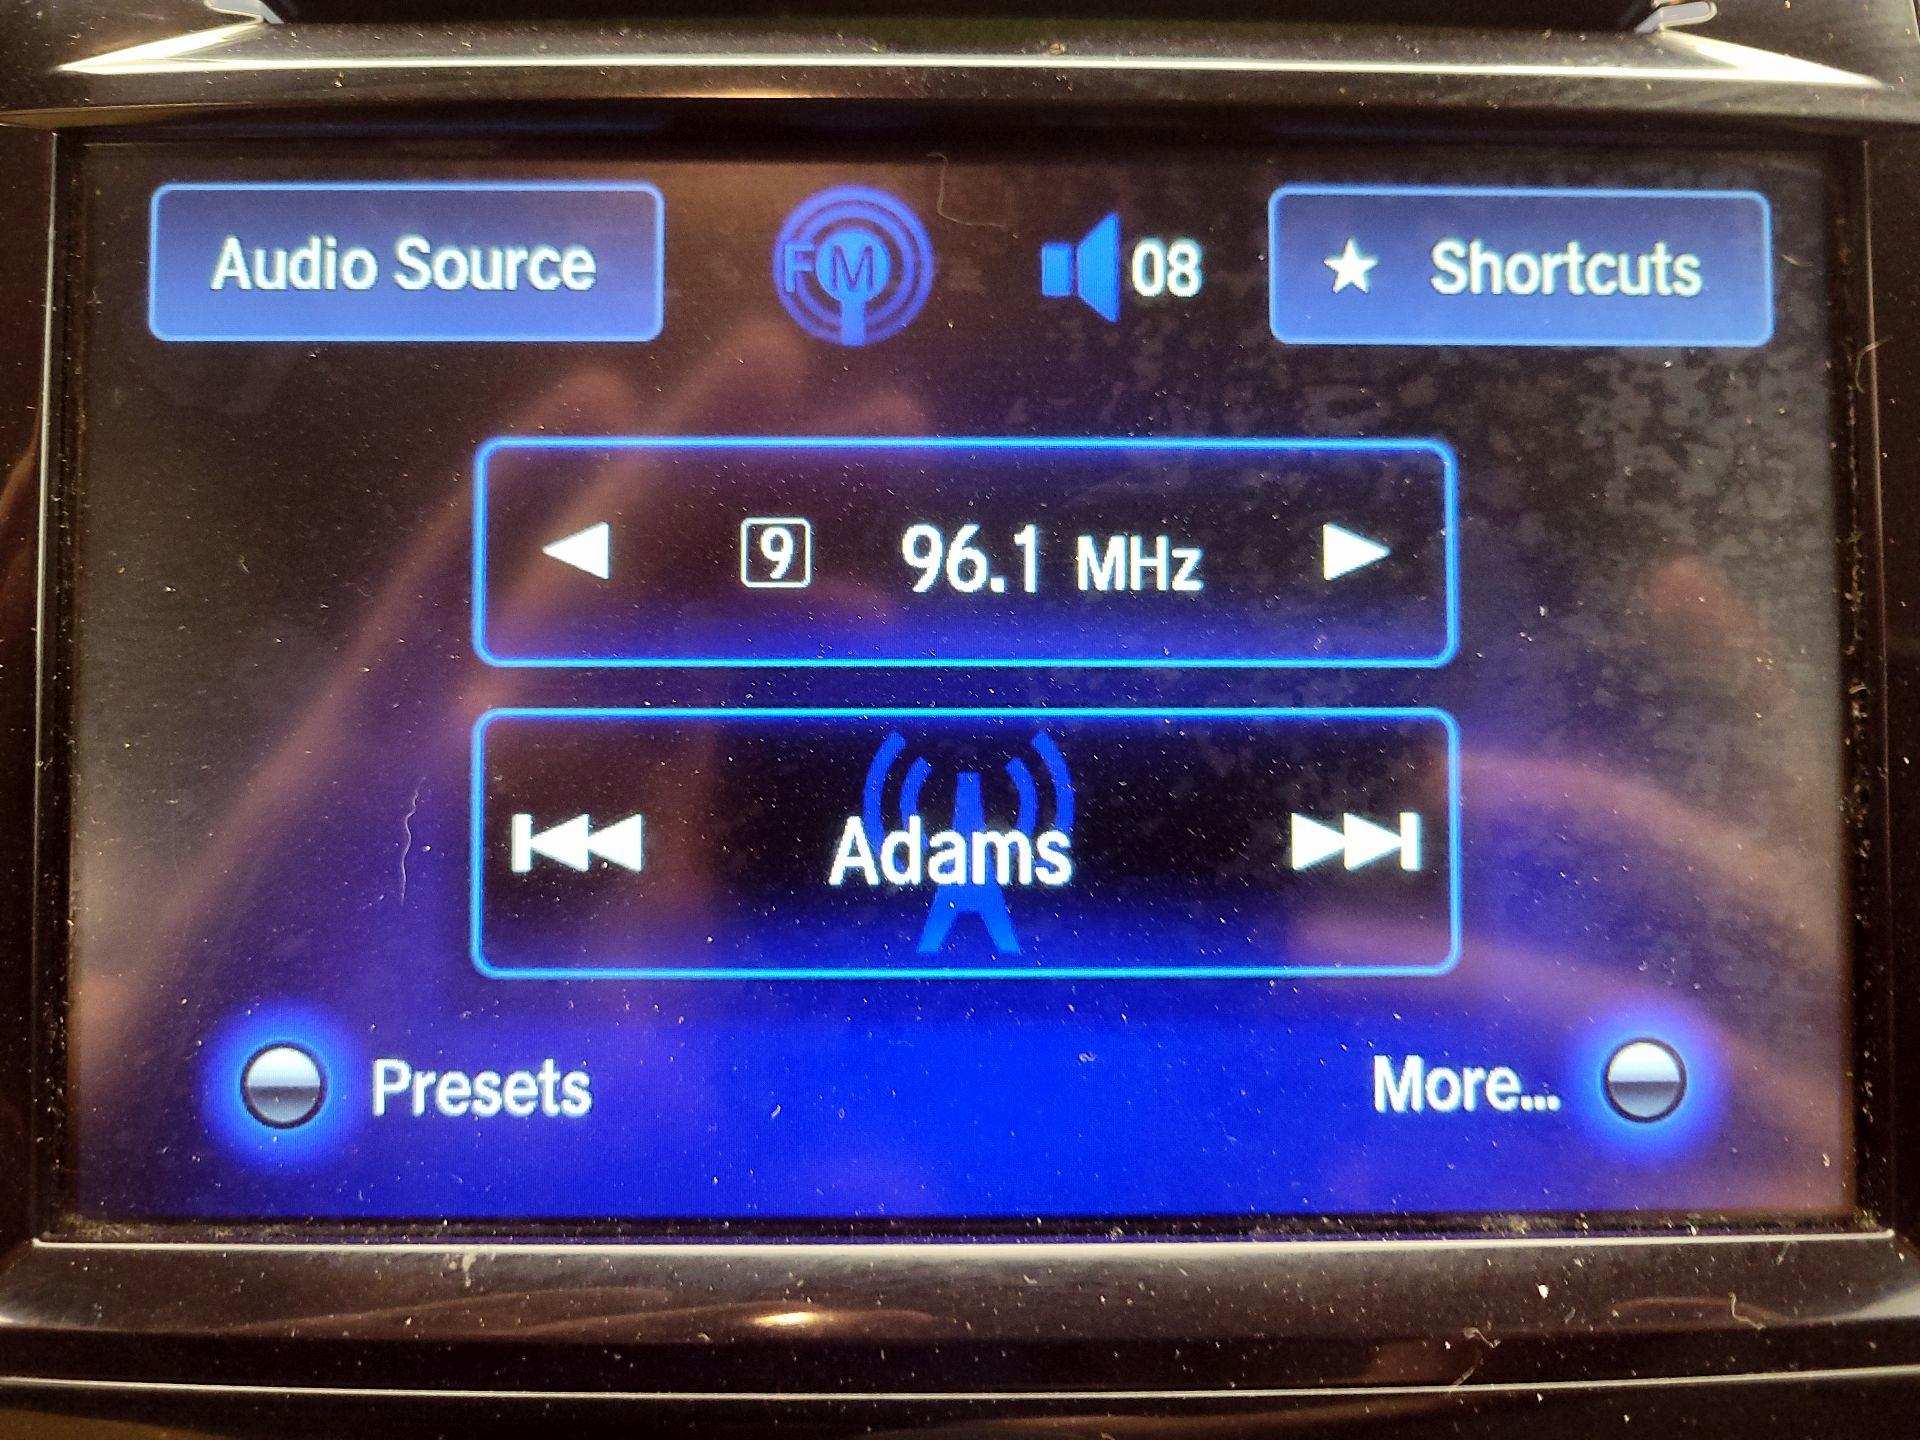 Audio Source
FM
08
★ Shortcuts
9 96.1 MHz
Adams
Presets
More...